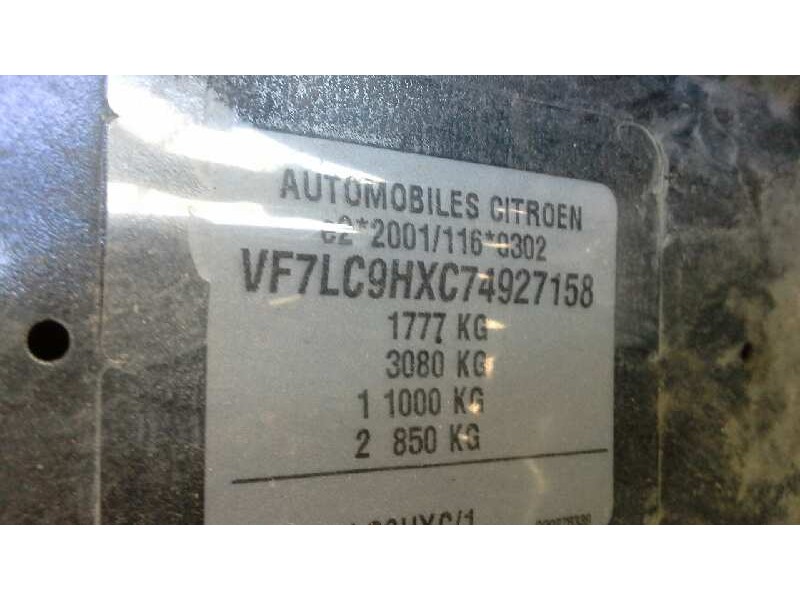 AUTOMOBILES CITROEN
e2*2001/116*0302
VF7LC9HXC74927158
1777 KG
3080 KG
1 1000 KG
2 850 KG